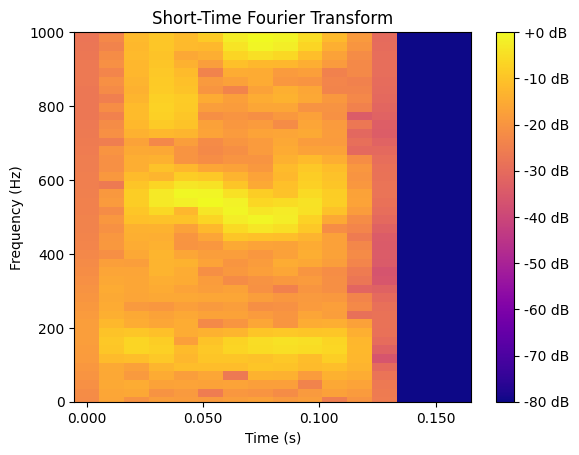 Short-Time Fourier Transform
1000
800
600
400
200
0
Frequency (Hz)
0.000
0.050
0.100
0.150
Time (s)
+0 dB
-10 dB
-20 dB
-30 dB
-40 dB
-50 dB
-60 dB
-70 dB
-80 dB